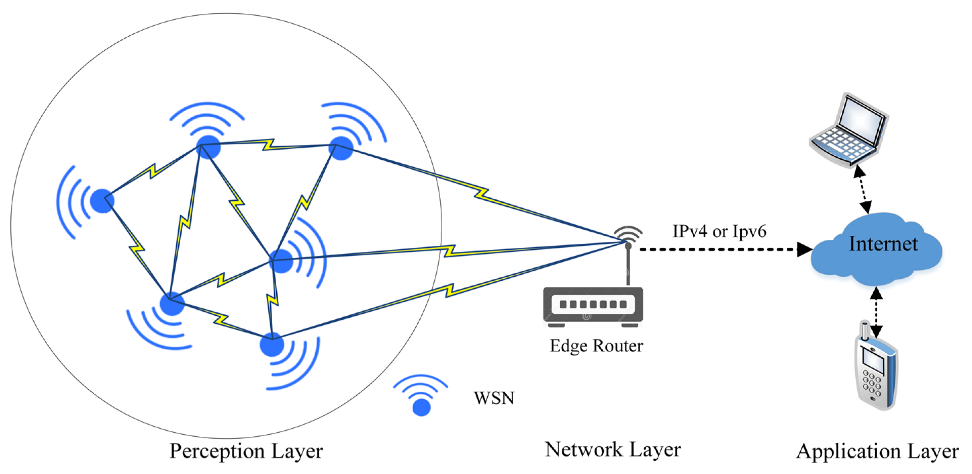 IPv4 or Ipv6
Internet
Edge Router
WSN
Perception Layer
Network Layer
Application Layer